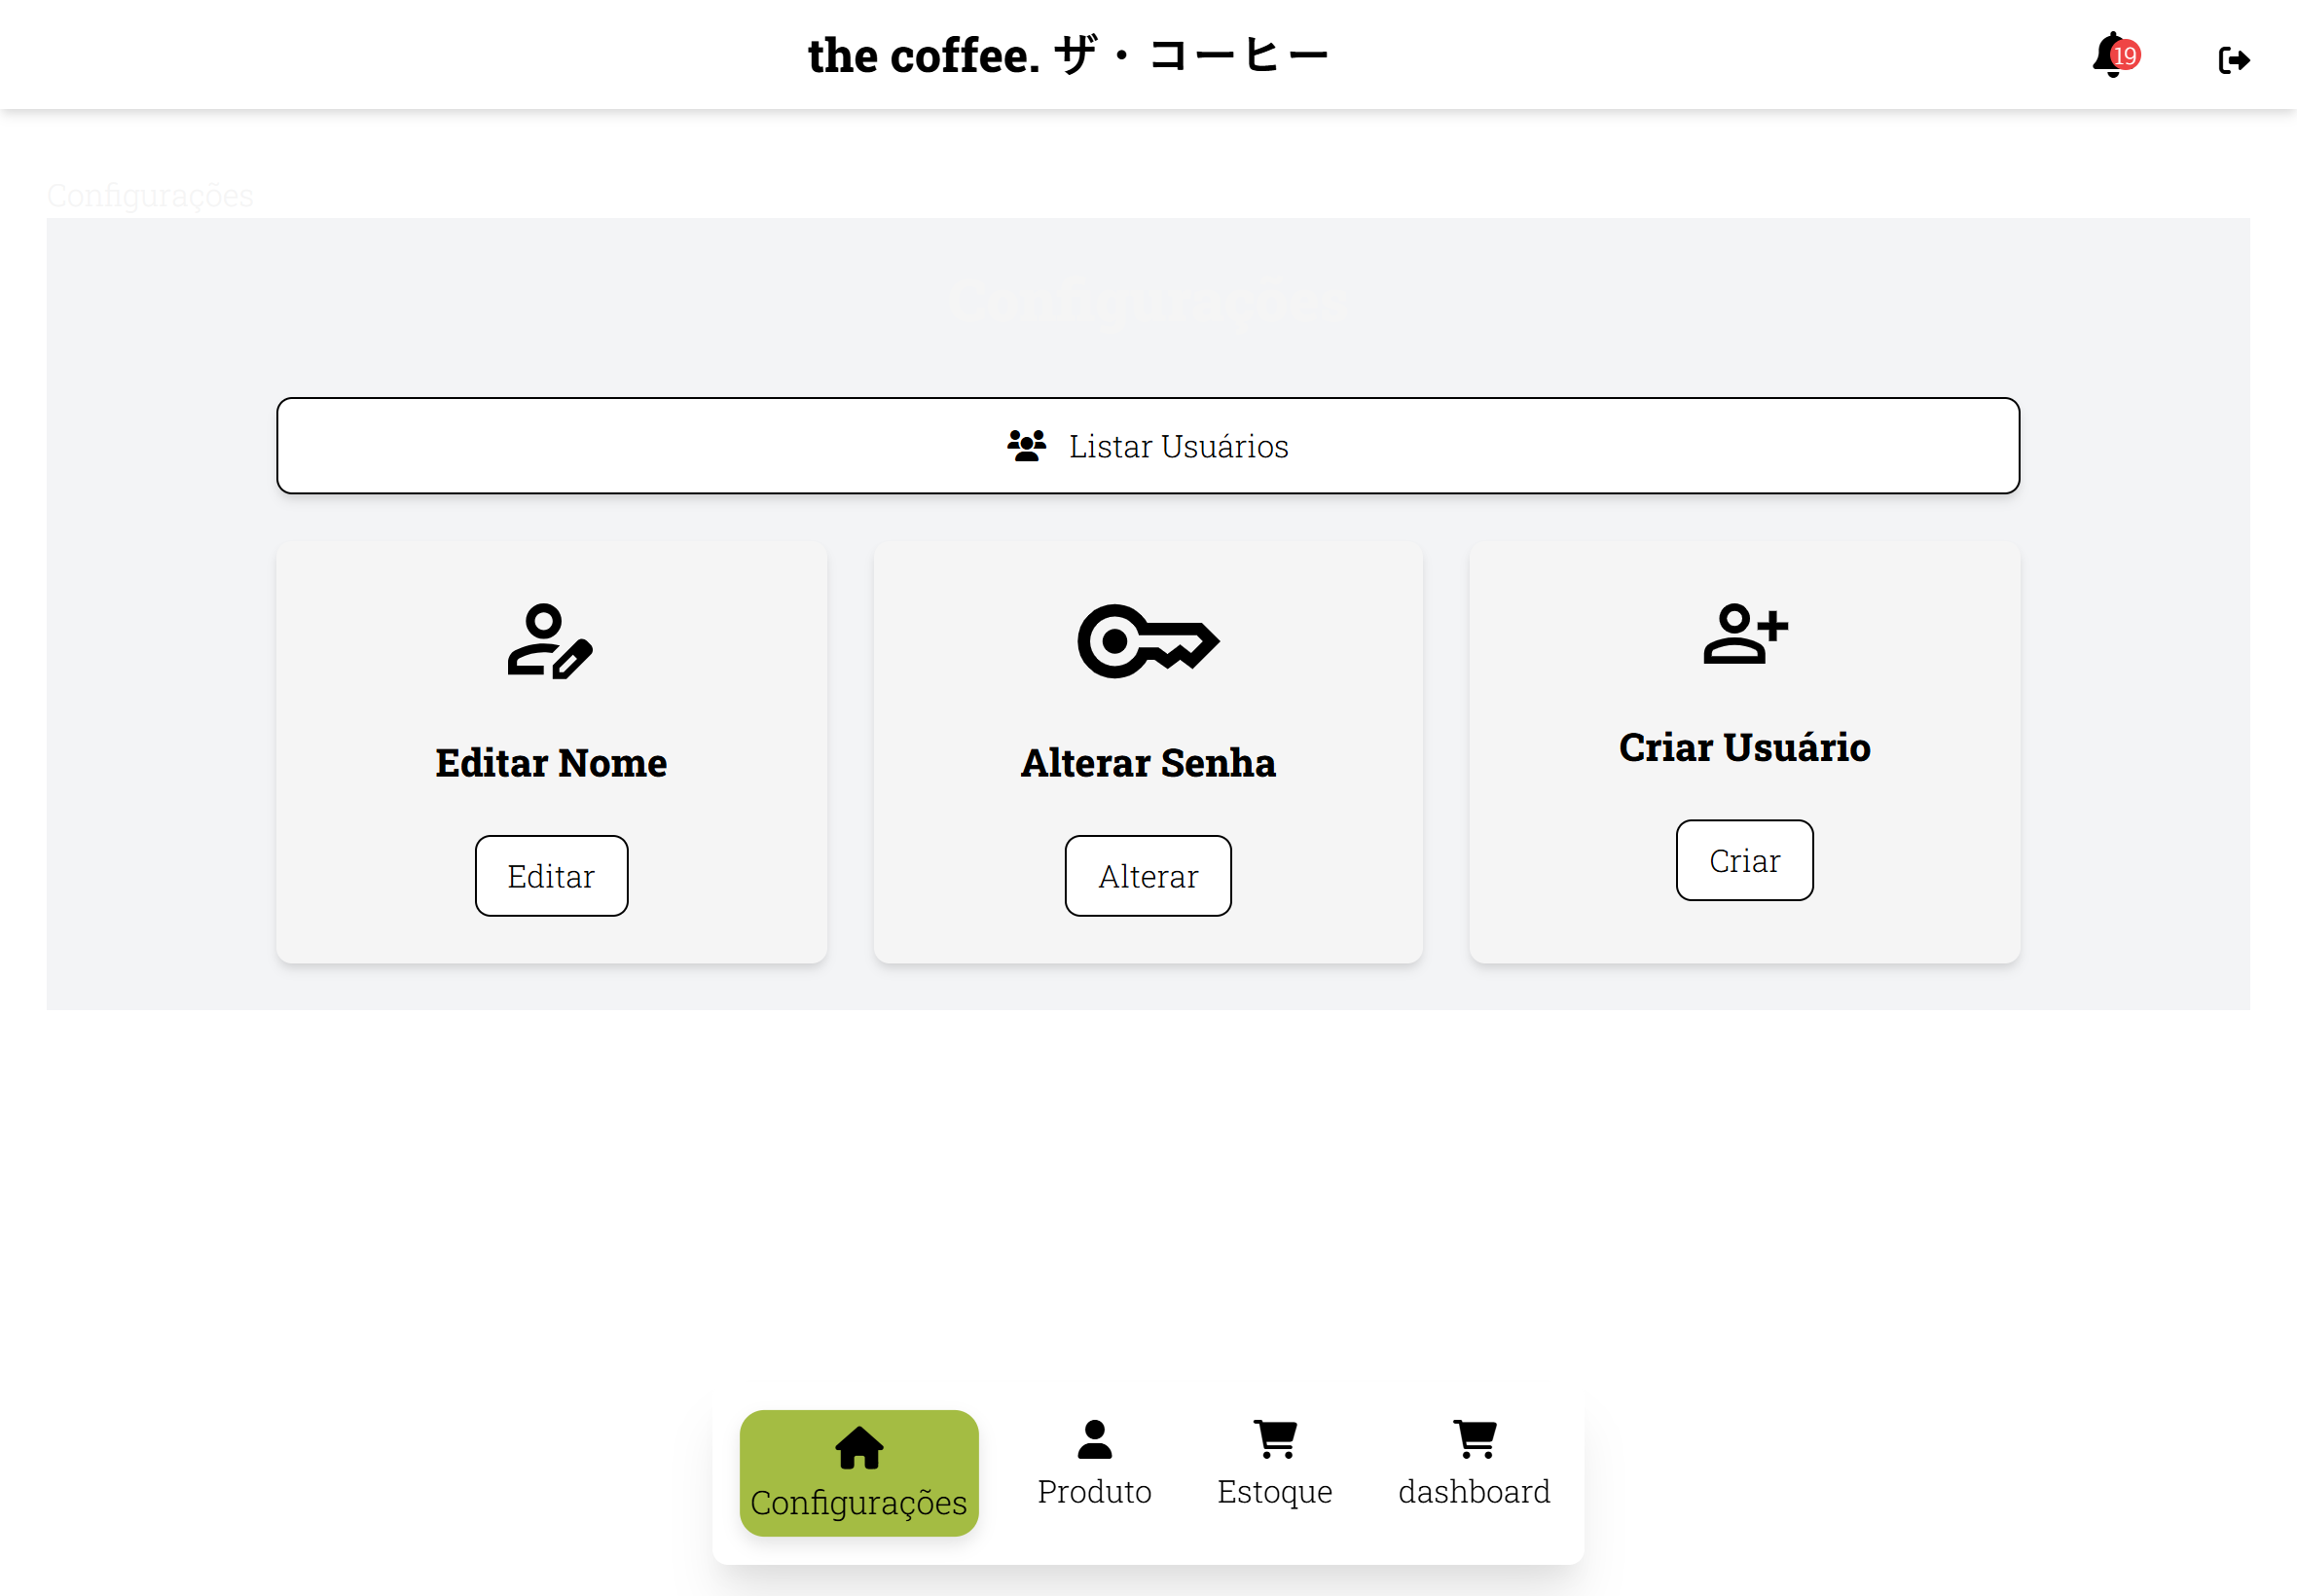 the coffee. ザ・コーヒー
19
Configurações
Configurações
Listar Usuários
Editar Nome
Alterar Senha
Criar Usuário
Editar
Alterar
Criar
Configurações
Produto
Estoque
dashboard